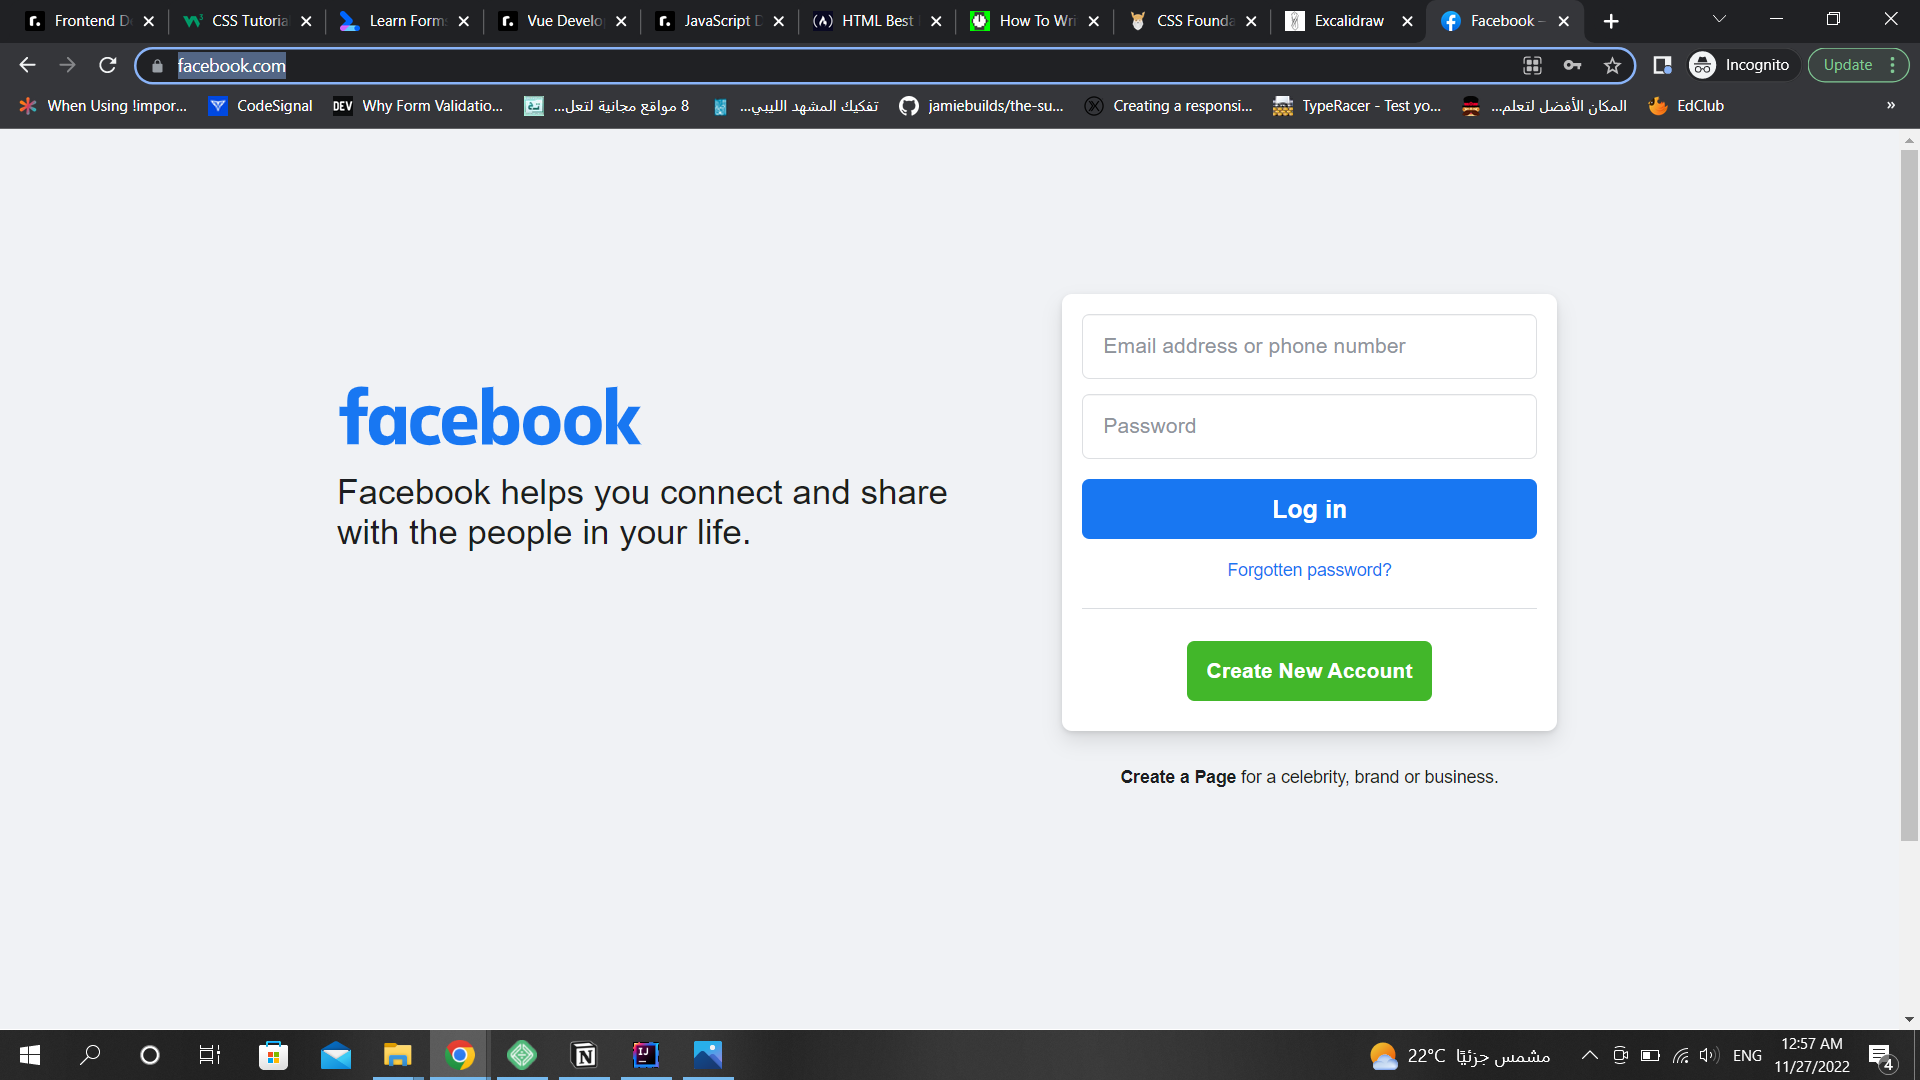 Frontend D
CSS Tutorial
Learn Form
Vue Develo
JavaScript D
HTML Best
How To Wri
CSS Founda
Excalidraw
Facebook –
facebook.com
Incognito
Update
When Using !impor...
CodeSignal
DEV Why Form Validatio...
8 مواقع مجانية لتعل...
تفكيك المشهد الليبي...
jamiebuilds/the-su...
Creating a responsi...
TypeRacer - Test yo...
المكان الأفضل لتعلم...
EdClub
»
facebook
Facebook helps you connect and share
with the people in your life.
Email address or phone number
Password
Log in
Forgotten password?
Create New Account
Create a Page for a celebrity, brand or business.
22°C مشمس جزئيًا
ENG
12:57 AM
11/27/2022
4